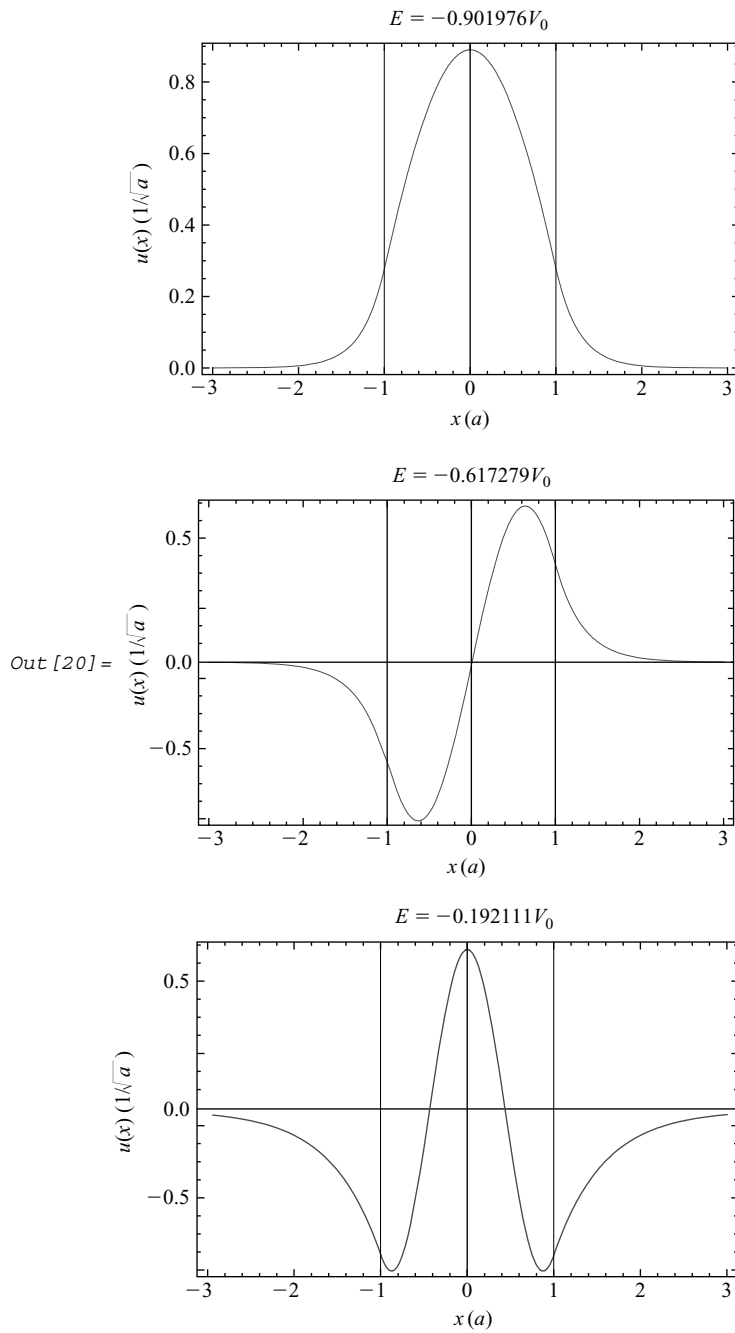 E = −0.901976V₀
0.8
0.6
0.4
0.2
0.0
u(x) (1/√a)
−3 −2 −1 0 1 2 3
x (a)
E = −0.617279V₀
0.5
0.0
−0.5
Out [20] =
u(x) (1/√a)
−3 −2 −1 0 1 2 3
x (a)
E = −0.192111V₀
0.5
0.0
−0.5
u(x) (1/√a)
−3 −2 −1 0 1 2 3
x (a)